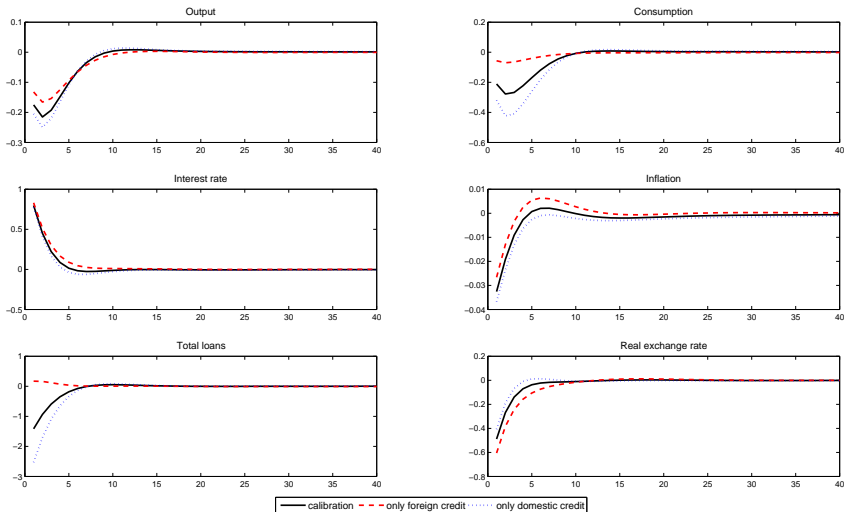 Output
0.1
0
−0.1
−0.2
−0.3
0 5 10 15 20 25 30 35 40
Consumption
0.2
0
−0.2
−0.4
−0.6
0 5 10 15 20 25 30 35 40
Interest rate
1
0.5
0
−0.5
0 5 10 15 20 25 30 35 40
Inflation
0.01
0
−0.01
−0.02
−0.03
−0.04
0 5 10 15 20 25 30 35 40
Total loans
1
0
−1
−2
−3
0 5 10 15 20 25 30 35 40
Real exchange rate
0.2
0
−0.2
−0.4
−0.6
−0.8
0 5 10 15 20 25 30 35 40
calibration only foreign credit only domestic credit